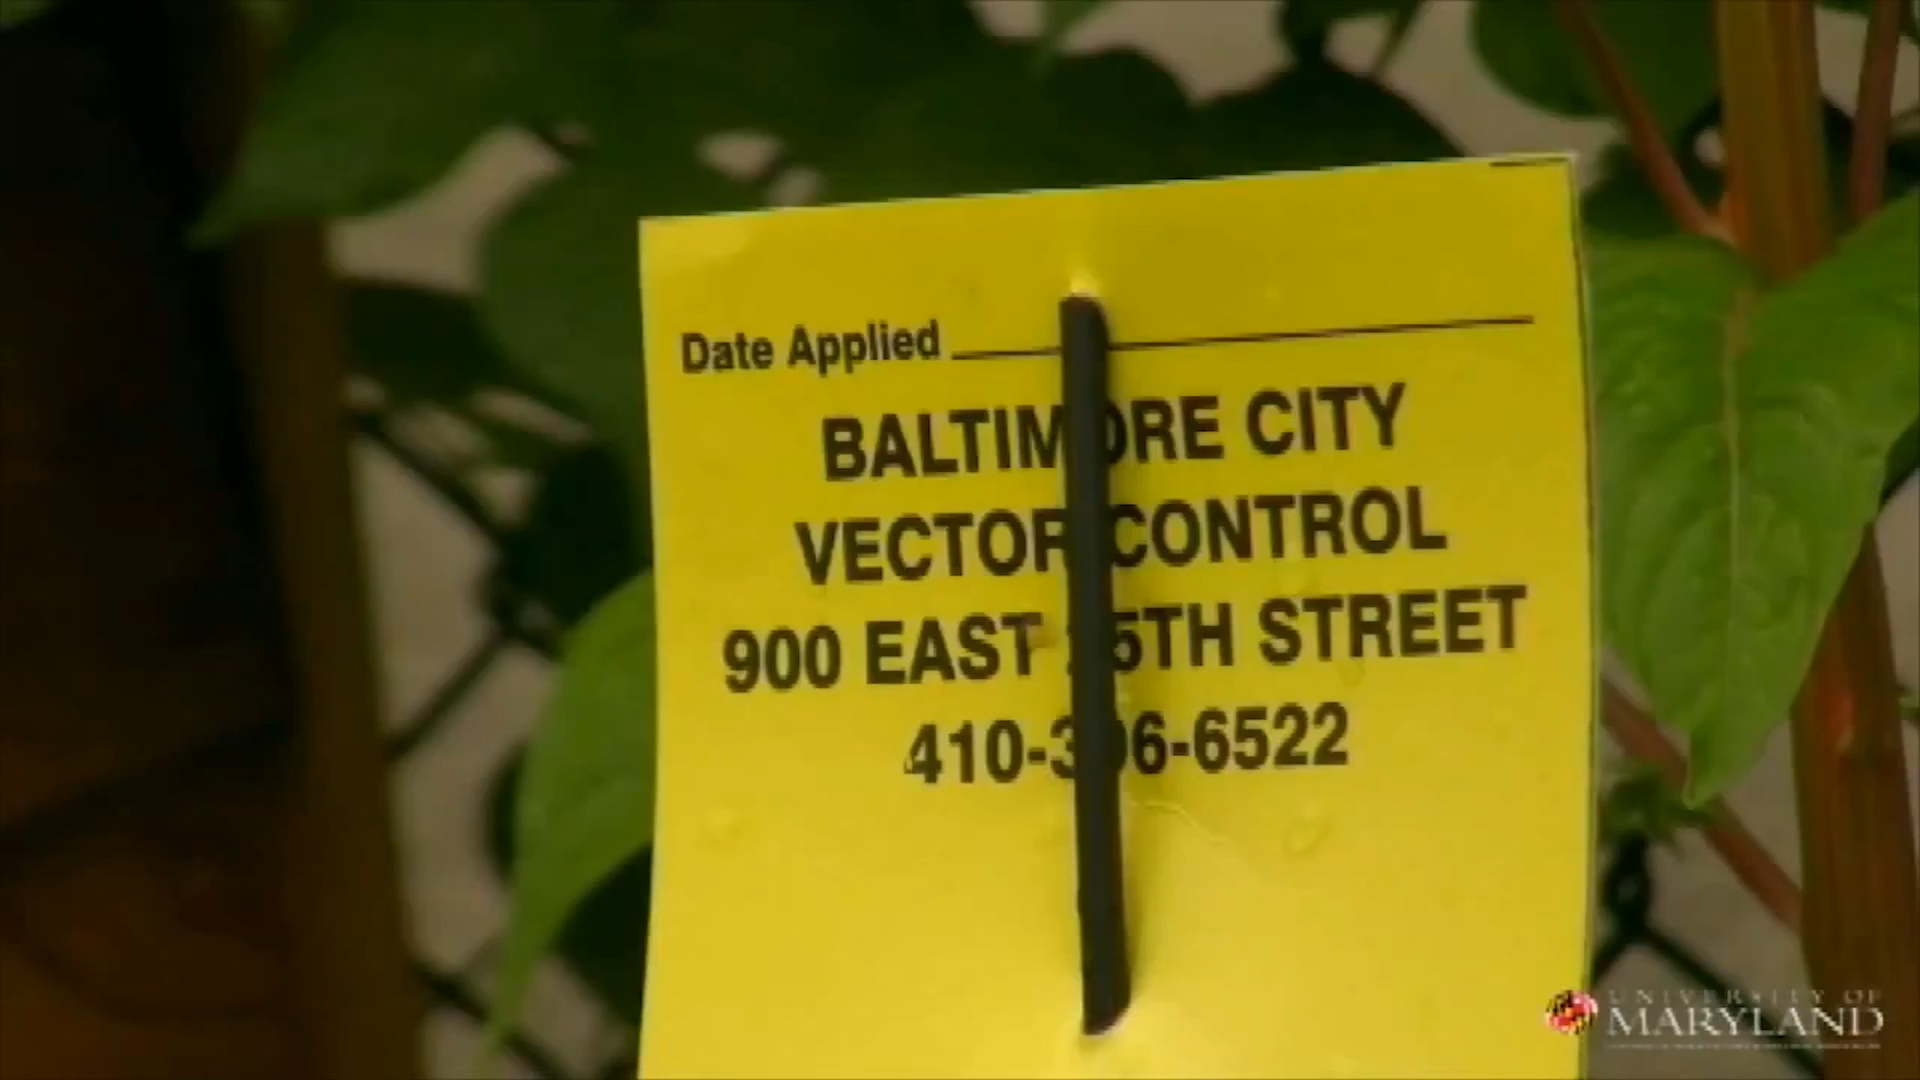 Date Applied
BALTIMORE CITY
VECTOR CONTROL
900 EAST STREET
UNIVERSITY OF
MARYLAND